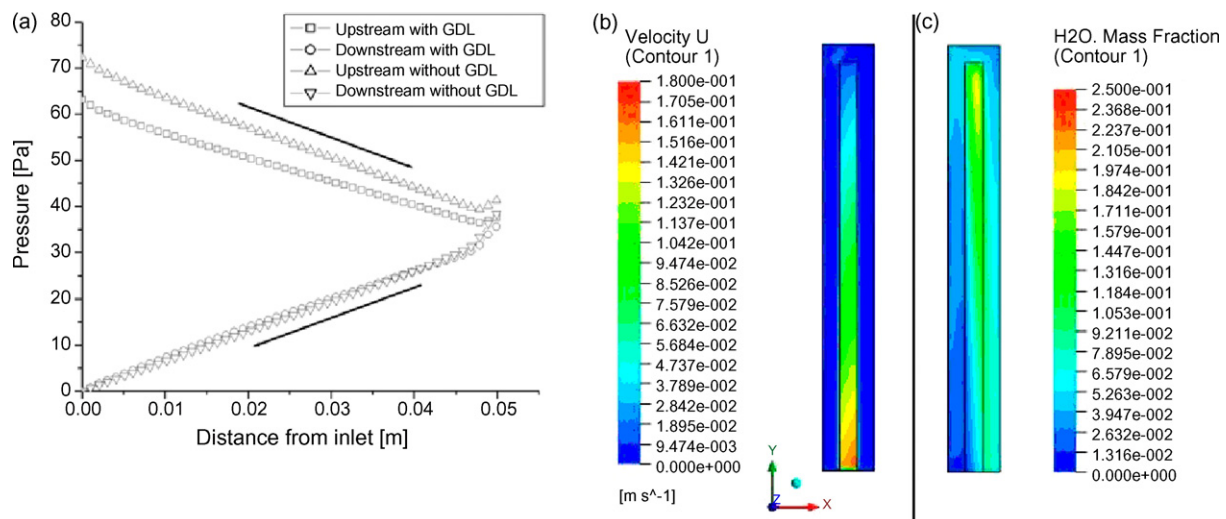 (a)
80
70
60
50
40
30
20
10
0
Pressure [Pa]
0.00
0.01
0.02
0.03
0.04
0.05
Distance from inlet [m]
Upstream with GDL
Downstream with GDL
Upstream without GDL
Downstream without GDL
(b)
Velocity U
(Contour 1)
1.800e-001
1.705e-001
1.611e-001
1.516e-001
1.421e-001
1.326e-001
1.232e-001
1.137e-001
1.042e-001
9.474e-002
8.526e-002
7.579e-002
6.632e-002
5.684e-002
4.737e-002
3.789e-002
2.842e-002
1.895e-002
9.474e-003
0.000e+000
[m s^-1]
Y
Z
X
(c)
H2O. Mass Fraction
(Contour 1)
2.500e-001
2.368e-001
2.237e-001
2.105e-001
1.974e-001
1.842e-001
1.711e-001
1.579e-001
1.447e-001
1.316e-001
1.184e-001
1.053e-001
9.211e-002
7.895e-002
6.579e-002
5.263e-002
3.947e-002
2.632e-002
1.316e-002
0.000e+000